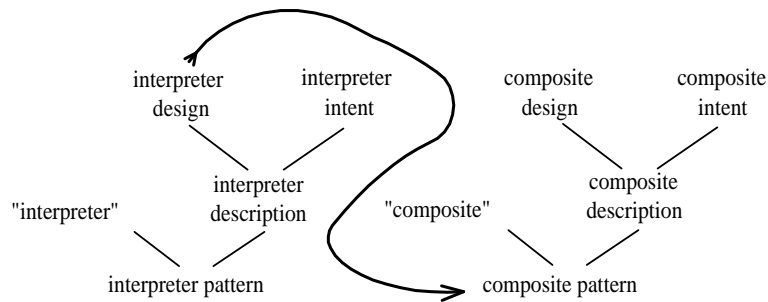 interpreter
design
interpreter
intent
composite
design
composite
intent
"interpreter"
interpreter
description
"composite"
composite
description
interpreter pattern
composite pattern